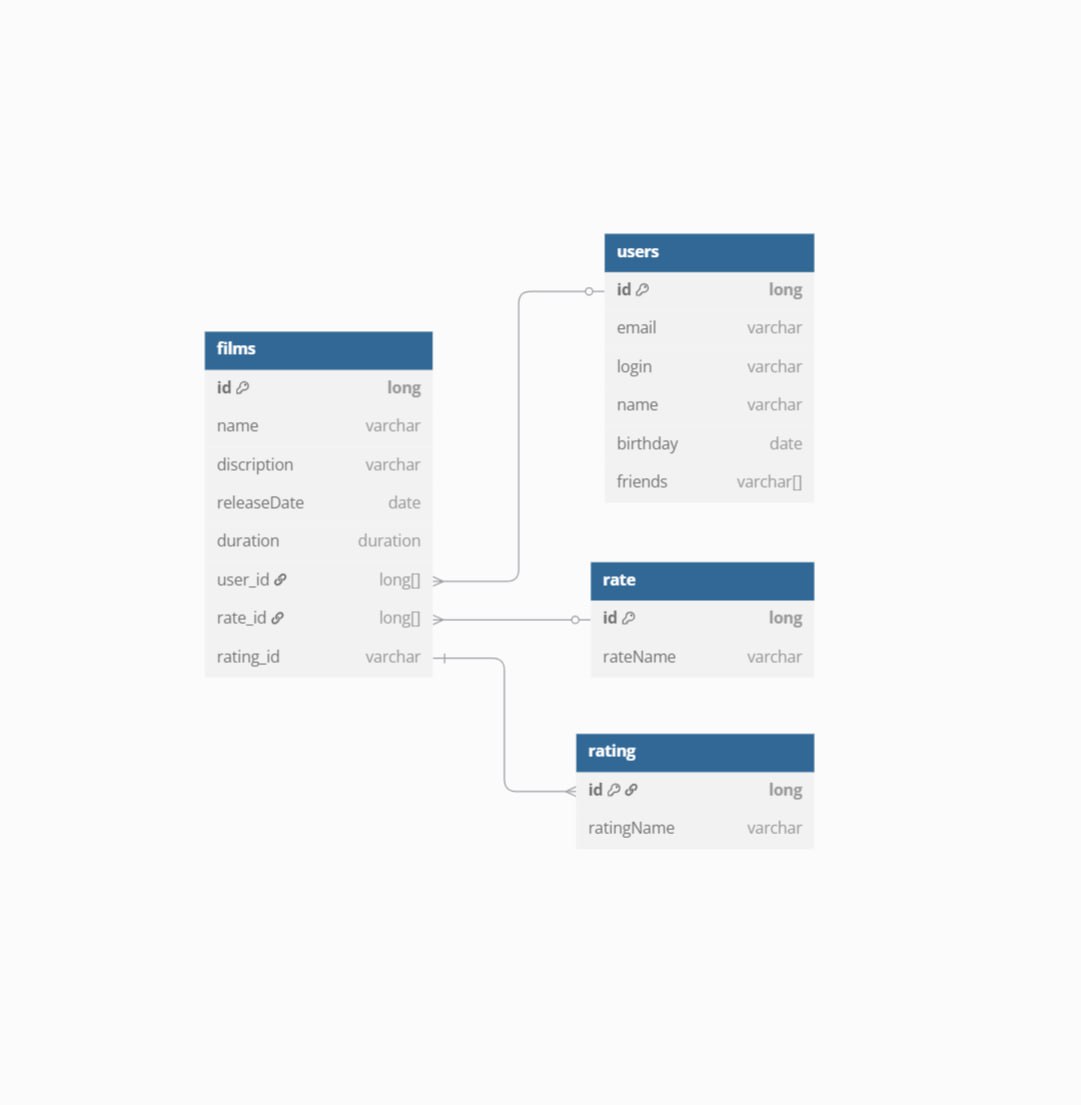 films
id long
name varchar
discription varchar
releaseDate date
duration duration
user_id long[]
rate_id long[]
rating_id varchar
users
id long
email varchar
login varchar
name varchar
birthday date
friends varchar[]
rate
id long
rateName varchar
rating
id long
ratingName varchar